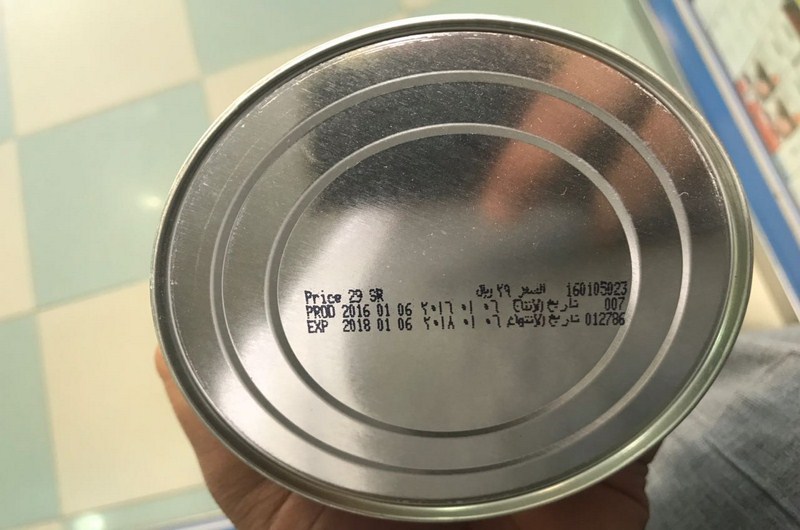 Price 29 SR السعر ٢٩ ريال 160105023
PROD 2016 01 06 ٢٠١٦ ٠١ ٠٦ تاريخ الانتاج 007
EXP 2018 01 06 ٢٠١٨ ٠١ ٠٦ تاريخ الانتهاء 012786